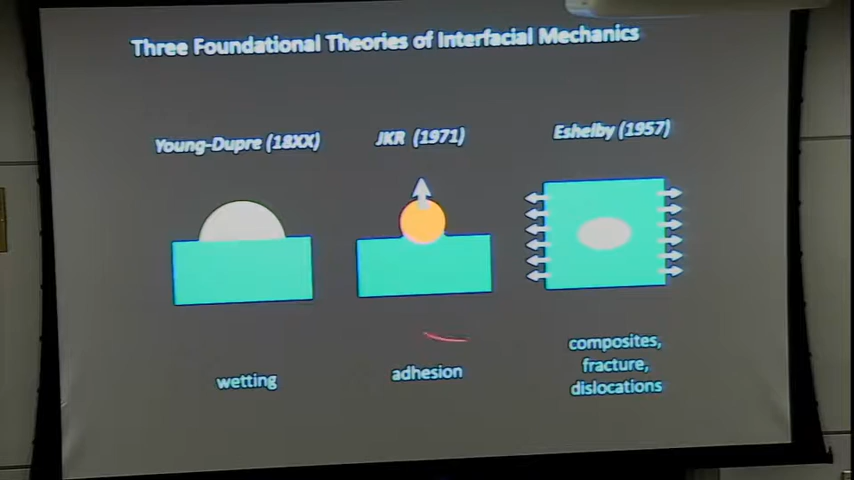 Three Foundational Theories of Interfacial Mechanics
Young-Dupre (18XX)
JKR (1971)
Eshelby (1957)
wetting
adhesion
composites,
fracture,
dislocations